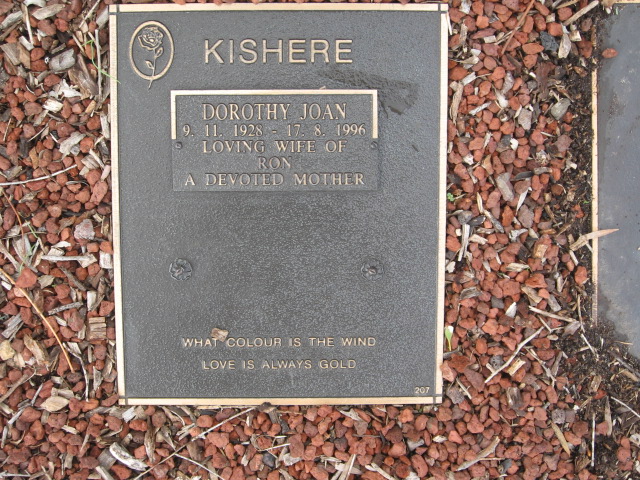 KISHERE
DOROTHY JOAN
9. 11. 1928 - 17. 8. 1996
LOVING WIFE OF
RON
A DEVOTED MOTHER
WHAT COLOUR IS THE WIND
LOVE IS ALWAYS GOLD
207